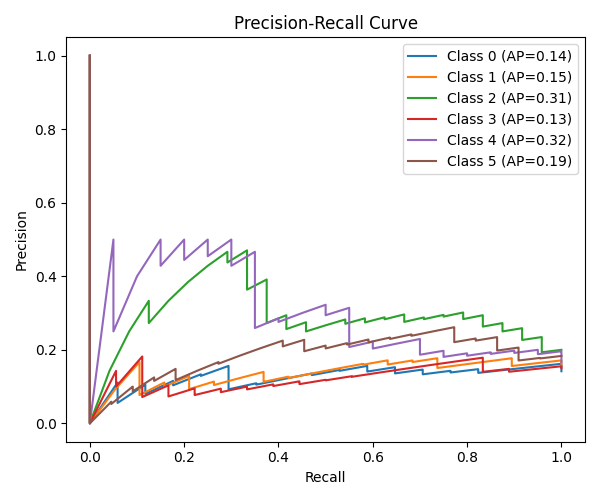 Precision-Recall Curve
Class 0 (AP=0.14)
Class 1 (AP=0.15)
Class 2 (AP=0.31)
Class 3 (AP=0.13)
Class 4 (AP=0.32)
Class 5 (AP=0.19)
Precision
1.0
0.8
0.6
0.4
0.2
0.0
0.0 0.2 0.4 0.6 0.8 1.0
Recall